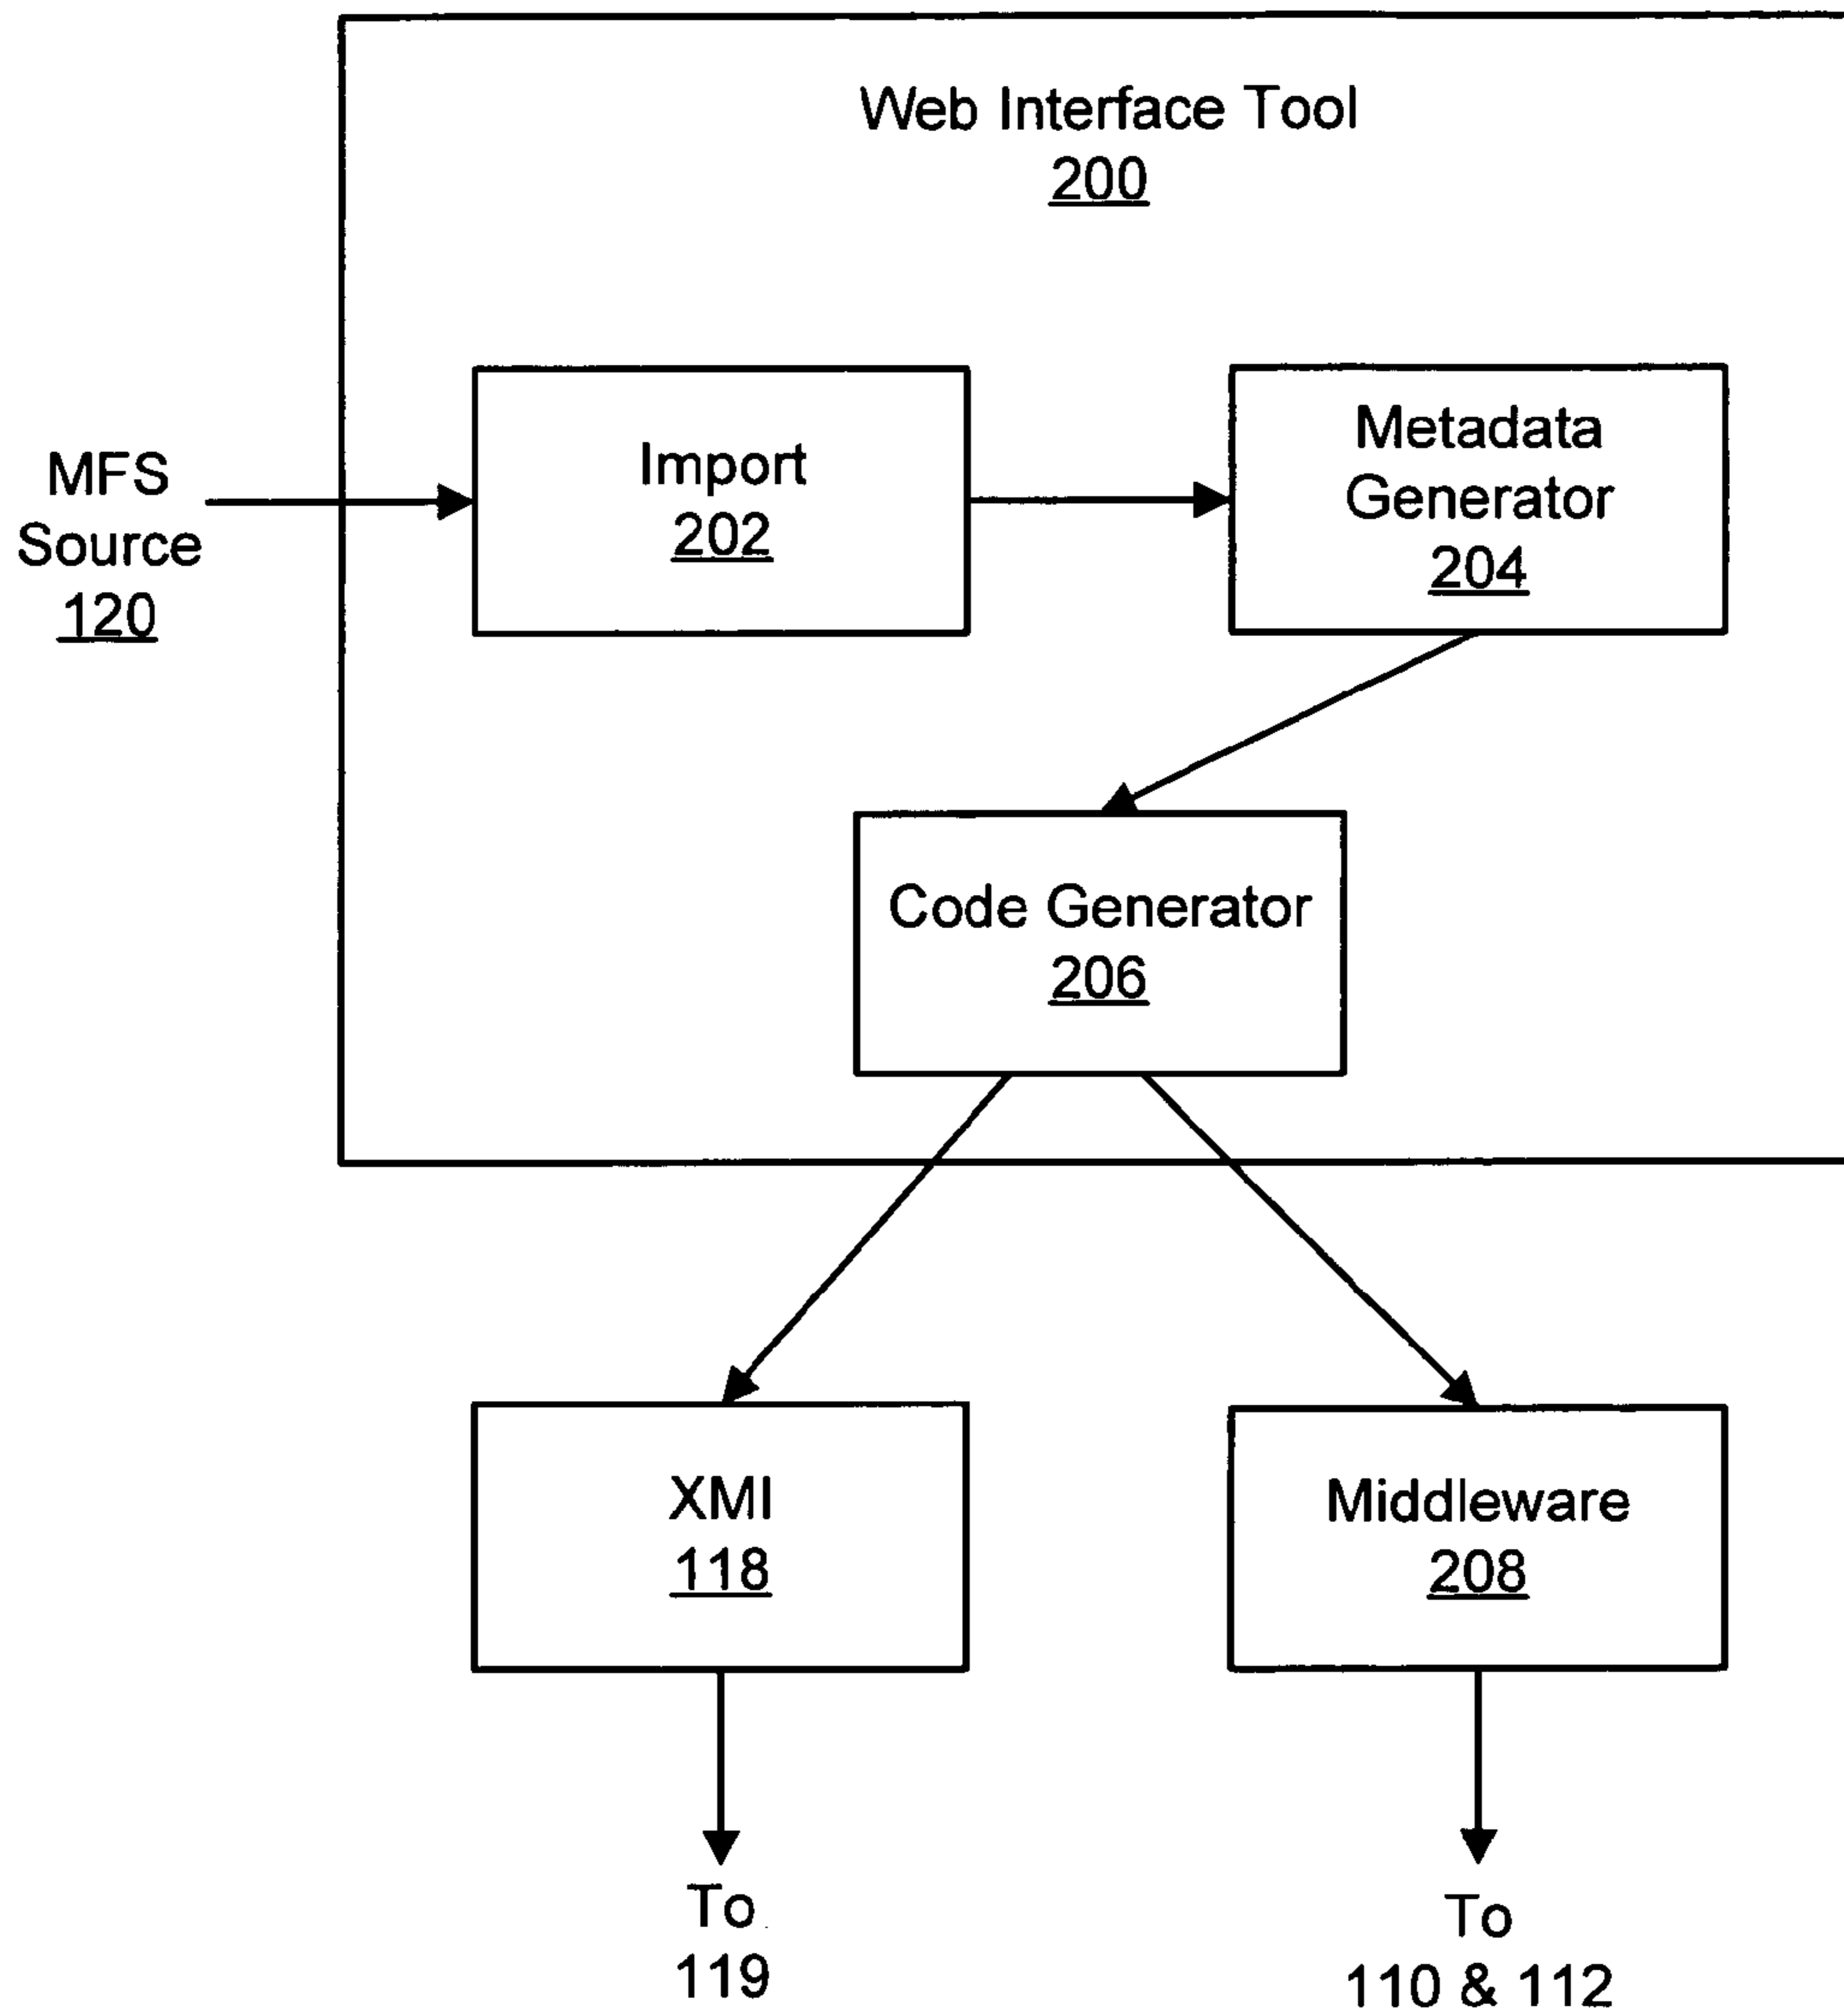 Web Interface Tool
200
MFS
Source
120
Import
202
Metadata
Generator
204
Code Generator
206
XMI
118
Middleware
208
To
119
To
110 & 112